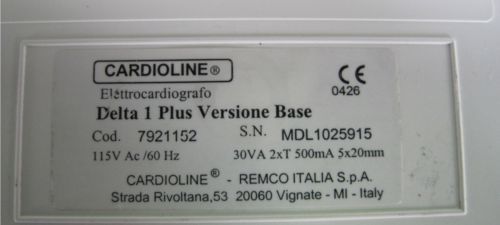 CARDIOLINE®
CE
0426
Elettrocardiografo
Delta 1 Plus Versione Base
Cod. 7921152 S.N. MDL1025915
115V Ac /60 Hz 30VA 2xT 500mA 5x20mm
CARDIOLINE® - REMCO ITALIA S.p.A.
Strada Rivoltana,53 20060 Vignate - MI - Italy